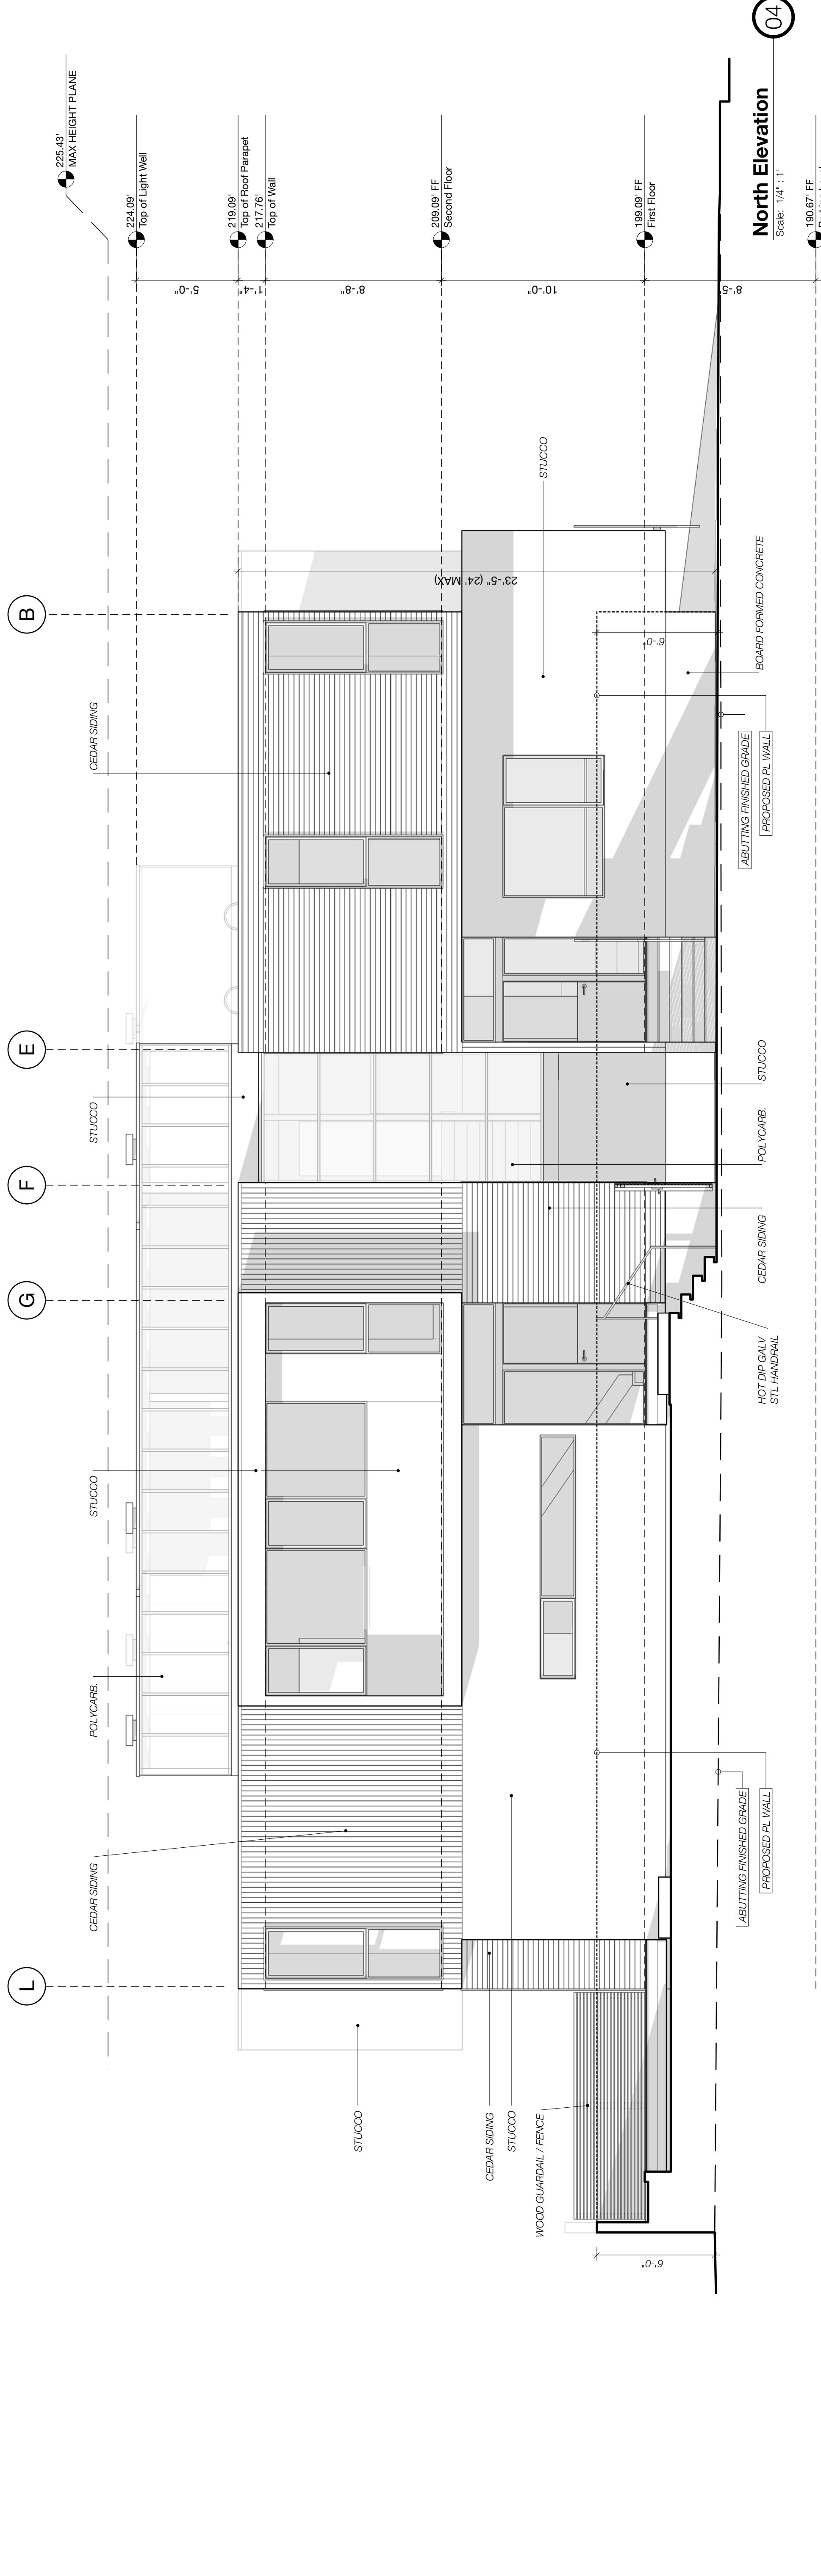 L
G
F
E
B
225.43'
MAX HEIGHT PLANE
224.09'
Top of Light Well
219.09'
Top of Roof Parapet
217.76'
Top of Wall
209.09' FF
Second Floor
199.09' FF
First Floor
190.67' FF
5'-0"
1'-4"
8'-8"
10'-0"
8'-5"
23'-5" (24' MAX)
CEDAR SIDING
POLYCARB.
STUCCO
STUCCO
CEDAR SIDING
STUCCO
STUCCO
CEDAR SIDING
STUCCO
WOOD GUARDAIL / FENCE
6'-0"
6'-0"
ABUTTING FINISHED GRADE
PROPOSED PL WALL
HOT DIP GALV
STL HANDRAIL
CEDAR SIDING
POLYCARB.
STUCCO
ABUTTING FINISHED GRADE
PROPOSED PL WALL
BOARD FORMED CONCRETE
North Elevation
Scale: 1/4" : 1'
04